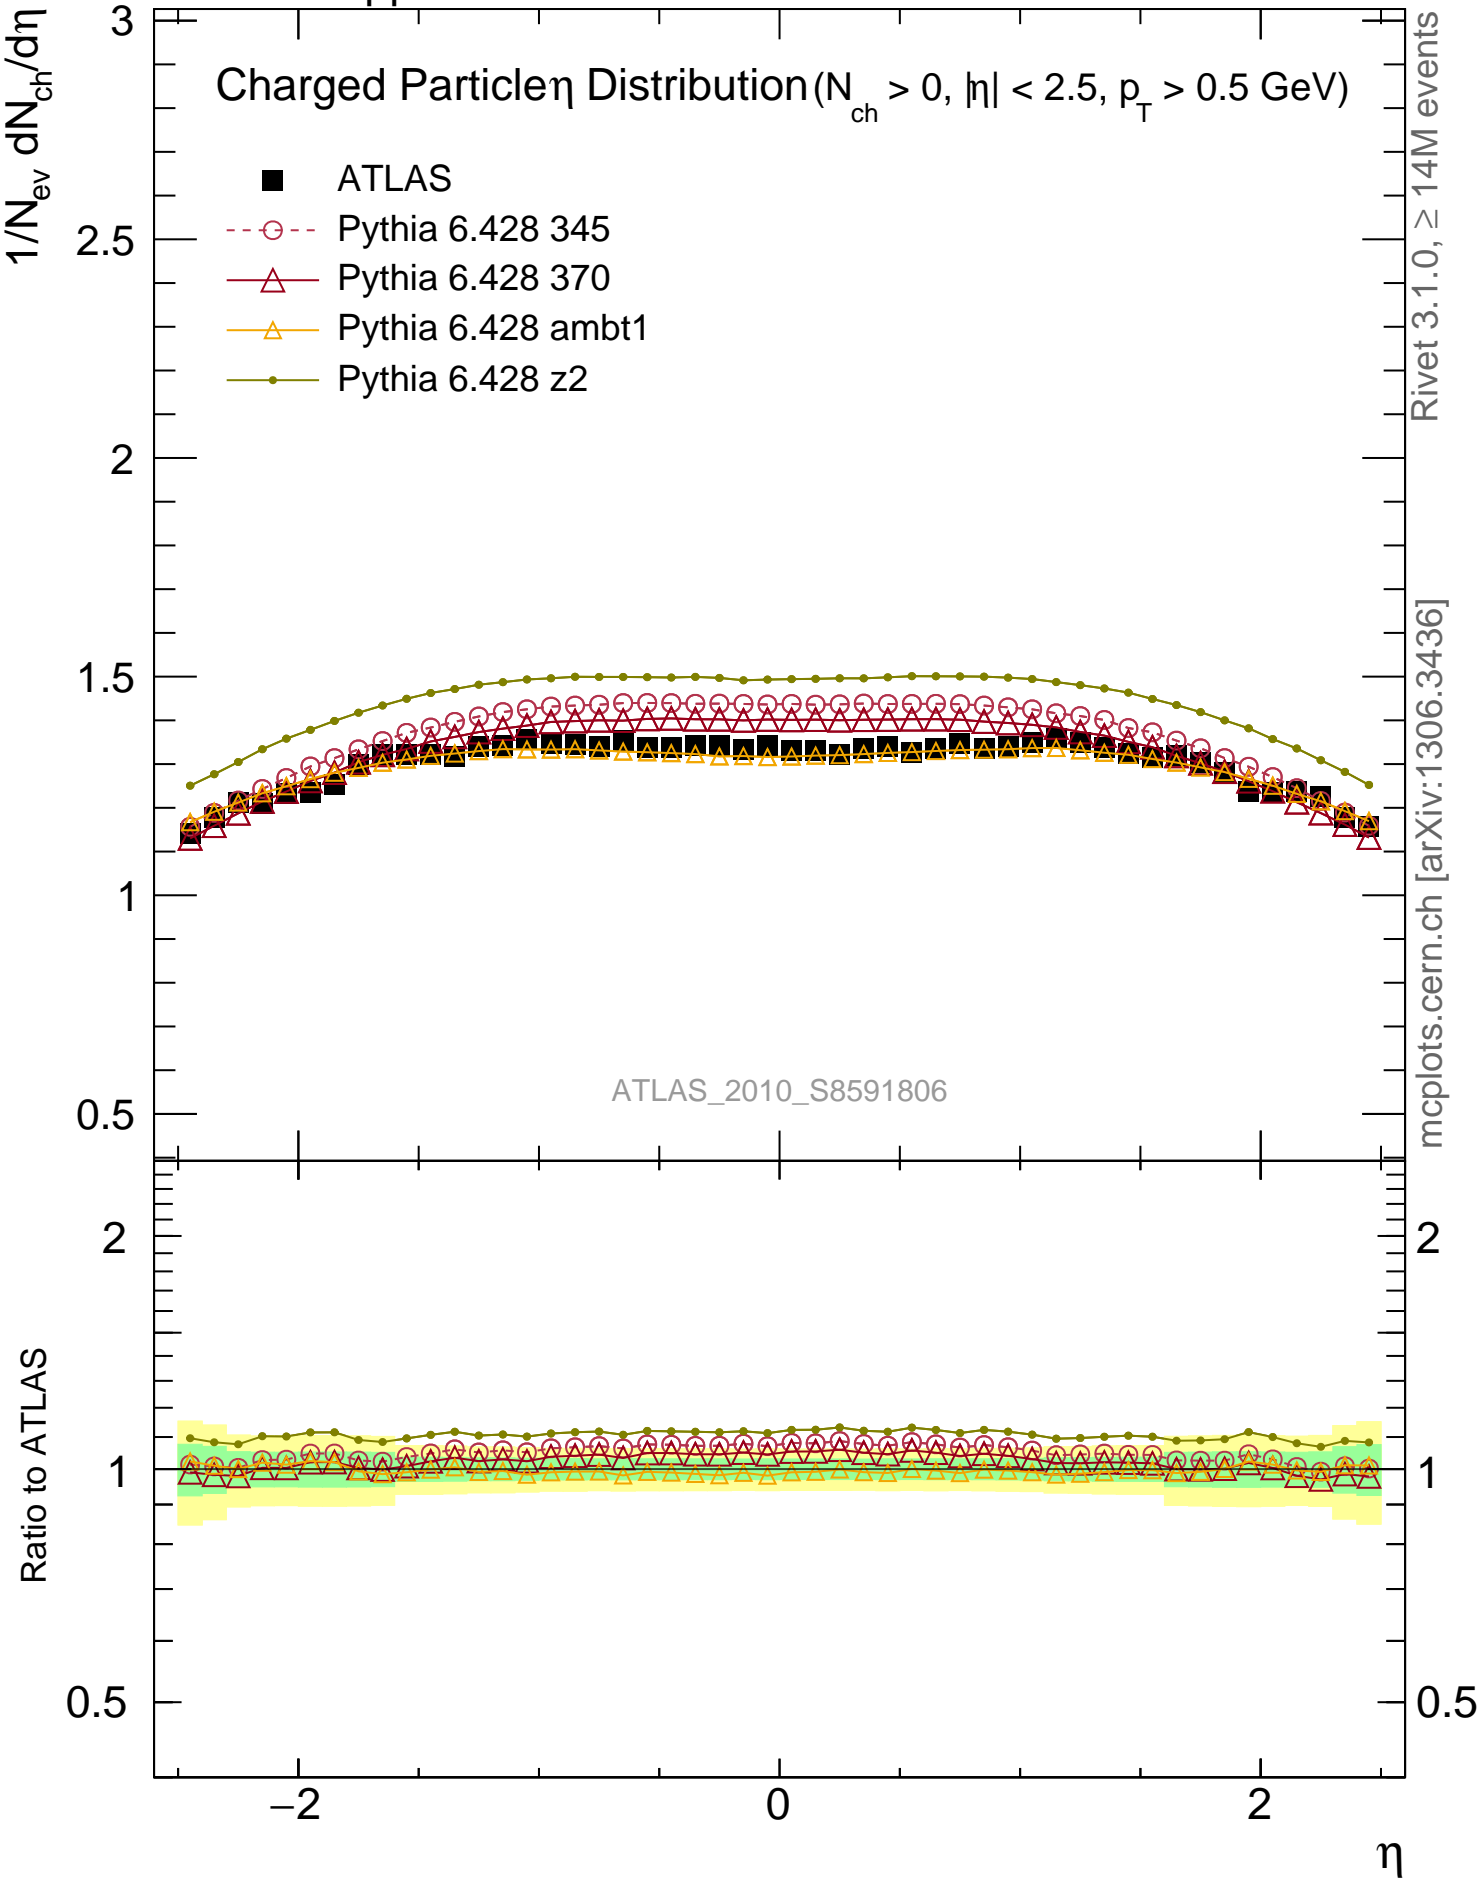 1/N_ev dN_ch/dη
Charged Particle η Distribution (N_ch > 0, |η| < 2.5, p_T > 0.5 GeV)
ATLAS
Pythia 6.428 345
Pythia 6.428 370
Pythia 6.428 ambt1
Pythia 6.428 z2
3
2.5
2
1.5
1
0.5
ATLAS_2010_S8591806
Rivet 3.1.0, ≥ 14M events
mcplots.cern.ch [arXiv:1306.3436]
Ratio to ATLAS
2
1
0.5
2
1
0.5
−2
0
2
η